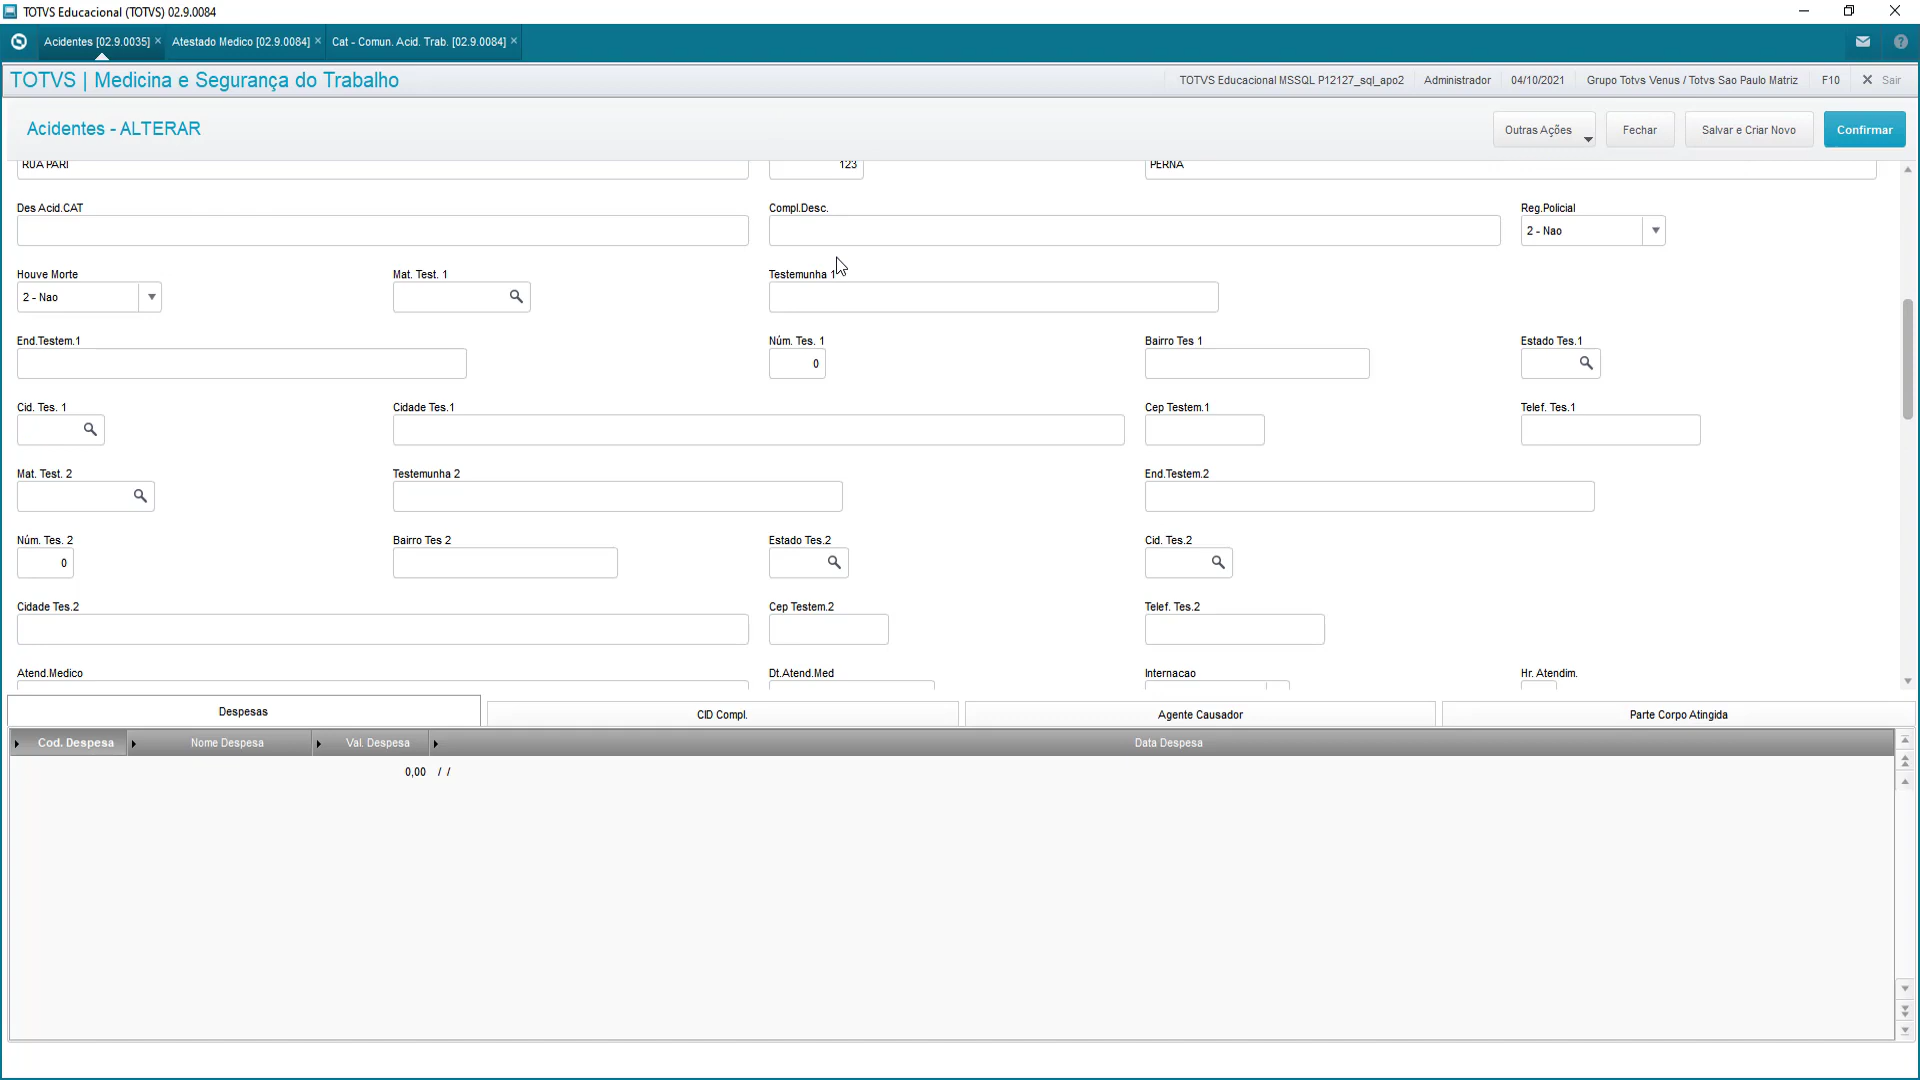 TOTVS Educacional (TOTVS) 02.9.0084
Acidentes [02.9.0035] Atestado Medico [02.9.0084] Cat - Comun. Acid. Trab. [02.9.0084]
TOTVS | Medicina e Segurança do Trabalho TOTVS Educacional MSSQL P12127_sql_apo2 Administrador 04/10/2021 Grupo Totvs Venus / Totvs Sao Paulo Matriz F10 Sair
Acidentes - ALTERAR Outras Ações Fechar Salvar e Criar Novo Confirmar
RUA PARI 123 PERNA
Des Acid.CAT Compl.Desc. Reg.Policial
2 - Nao
Houve Morte Mat. Test. 1 Testemunha 1
2 - Nao
End.Testem.1 Núm. Tes. 1 Bairro Tes 1 Estado Tes.1
0
Cid. Tes. 1 Cidade Tes.1 Cep Testem.1 Telef. Tes.1
Mat. Test. 2 Testemunha 2 End.Testem.2
Núm. Tes. 2 Bairro Tes 2 Estado Tes.2 Cid. Tes.2
0
Cidade Tes.2 Cep Testem.2 Telef. Tes.2
Atend.Medico Dt.Atend.Med Internacao Hr. Atendim.
Despesas CID Compl. Agente Causador Parte Corpo Atingida
Cod. Despesa Nome Despesa Val. Despesa Data Despesa
0,00 / /